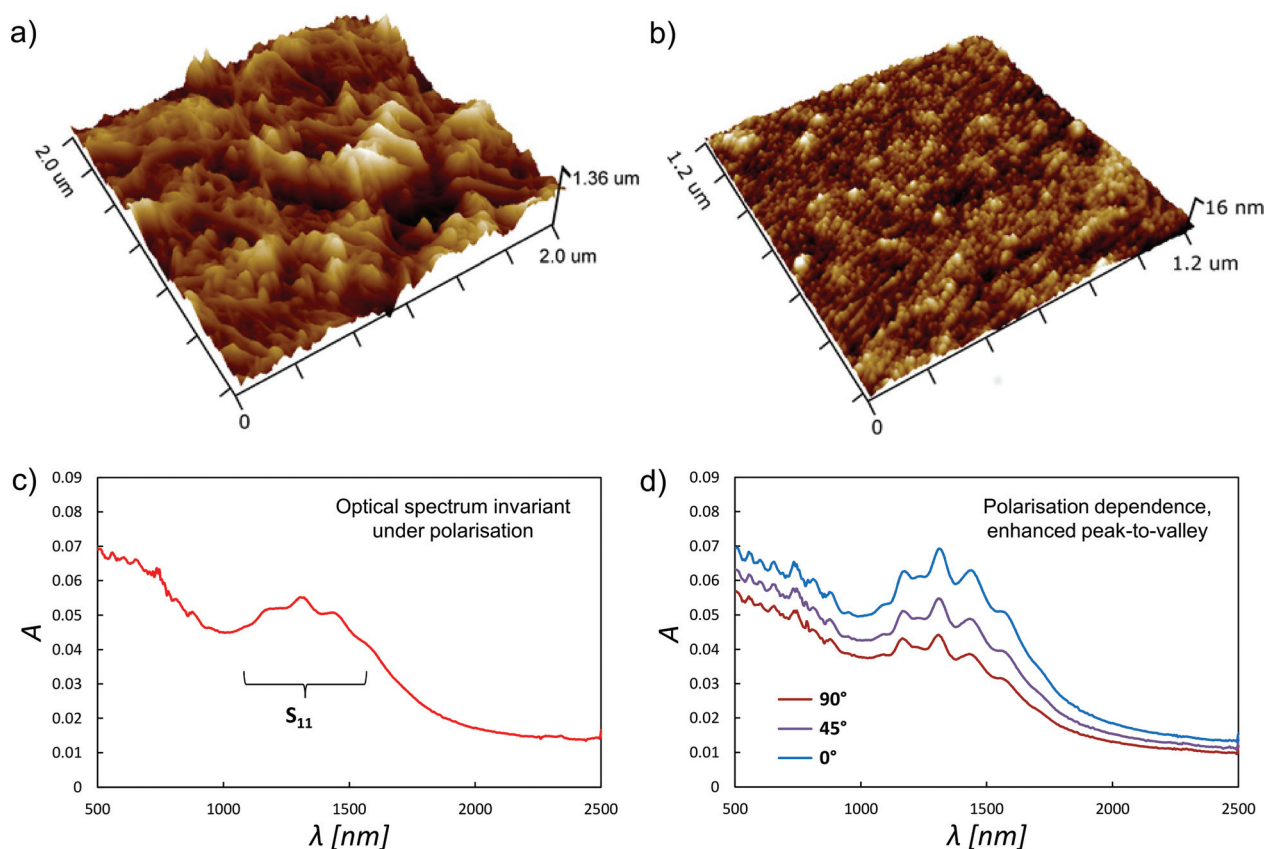 a)
2.0 um
1.36 um
2.0 um
0
b)
1.2 um
16 nm
1.2 um
0
c)
Optical spectrum invariant
under polarisation
0.09
0.08
0.07
0.06
0.05
0.04
0.03
0.02
0.01
0
A
S11
500
1000
1500
2000
2500
λ [nm]
d)
Polarisation dependence,
enhanced peak-to-valley
0.09
0.08
0.07
0.06
0.05
0.04
0.03
0.02
0.01
0
A
90°
45°
0°
500
1000
1500
2000
2500
λ [nm]